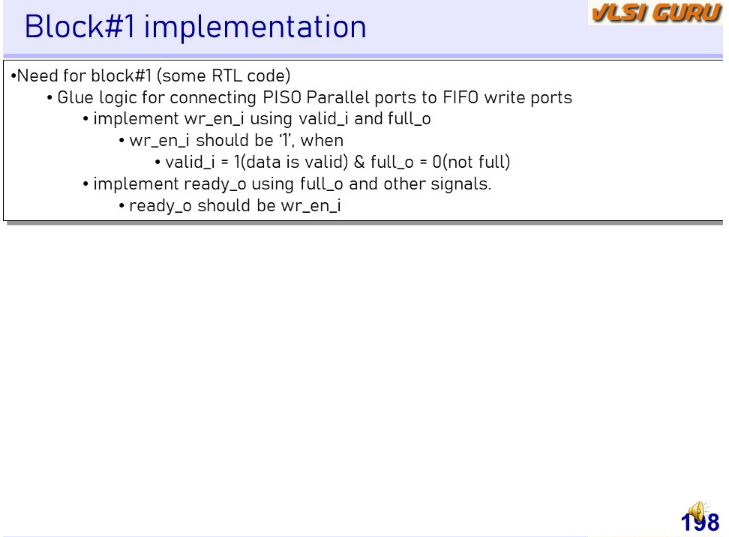 Block#1 implementation
VLSI GURU
•Need for block#1 (some RTL code)
• Glue logic for connecting PISO Parallel ports to FIFO write ports
• implement wr_en_i using valid_i and full_o
• wr_en_i should be '1', when
• valid_i = 1(data is valid) & full_o = 0(not full)
• implement ready_o using full_o and other signals.
• ready_o should be wr_en_i
198